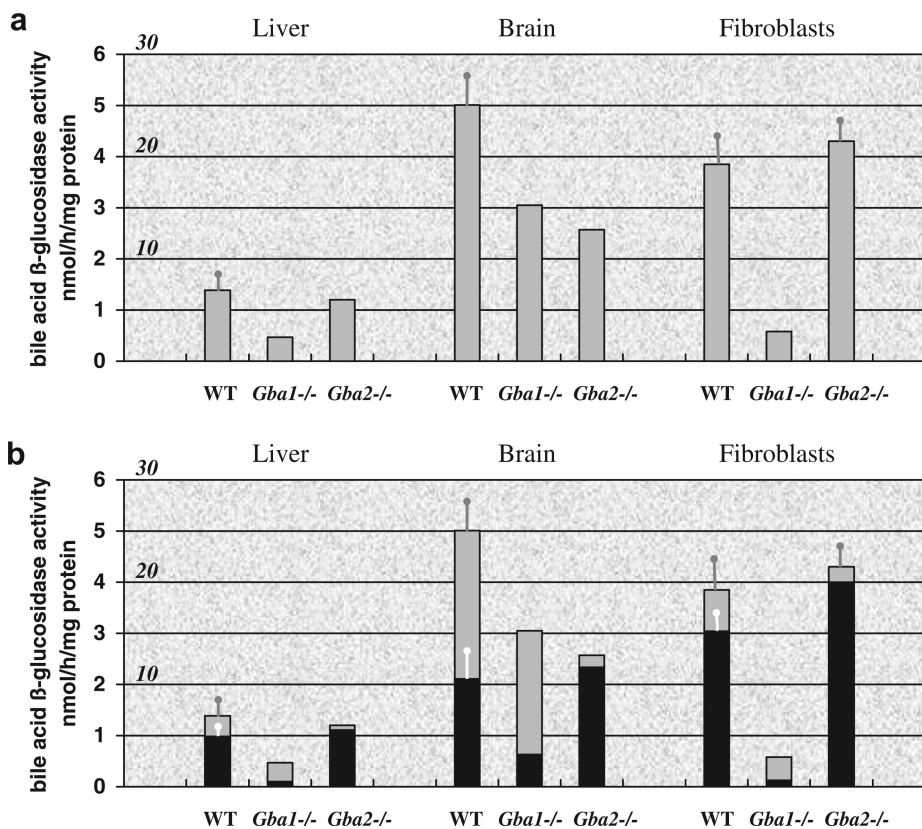 a
Liver Brain Fibroblasts
bile acid ß-glucosidase activity
nmol/h/mg protein
6 30
5
4 20
3
2 10
1
0
WT Gba1-/- Gba2-/- WT Gba1-/- Gba2-/- WT Gba1-/- Gba2-/-
b
Liver Brain Fibroblasts
bile acid ß-glucosidase activity
nmol/h/mg protein
6 30
5
4 20
3
2 10
1
0
WT Gba1-/- Gba2-/- WT Gba1-/- Gba2-/- WT Gba1-/- Gba2-/-